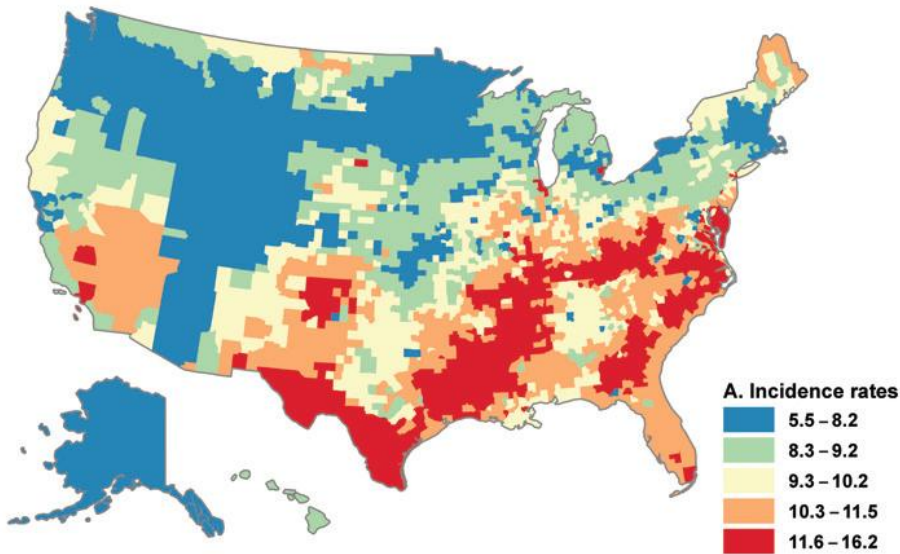 A. Incidence rates
5.5 – 8.2
8.3 – 9.2
9.3 – 10.2
10.3 – 11.5
11.6 – 16.2